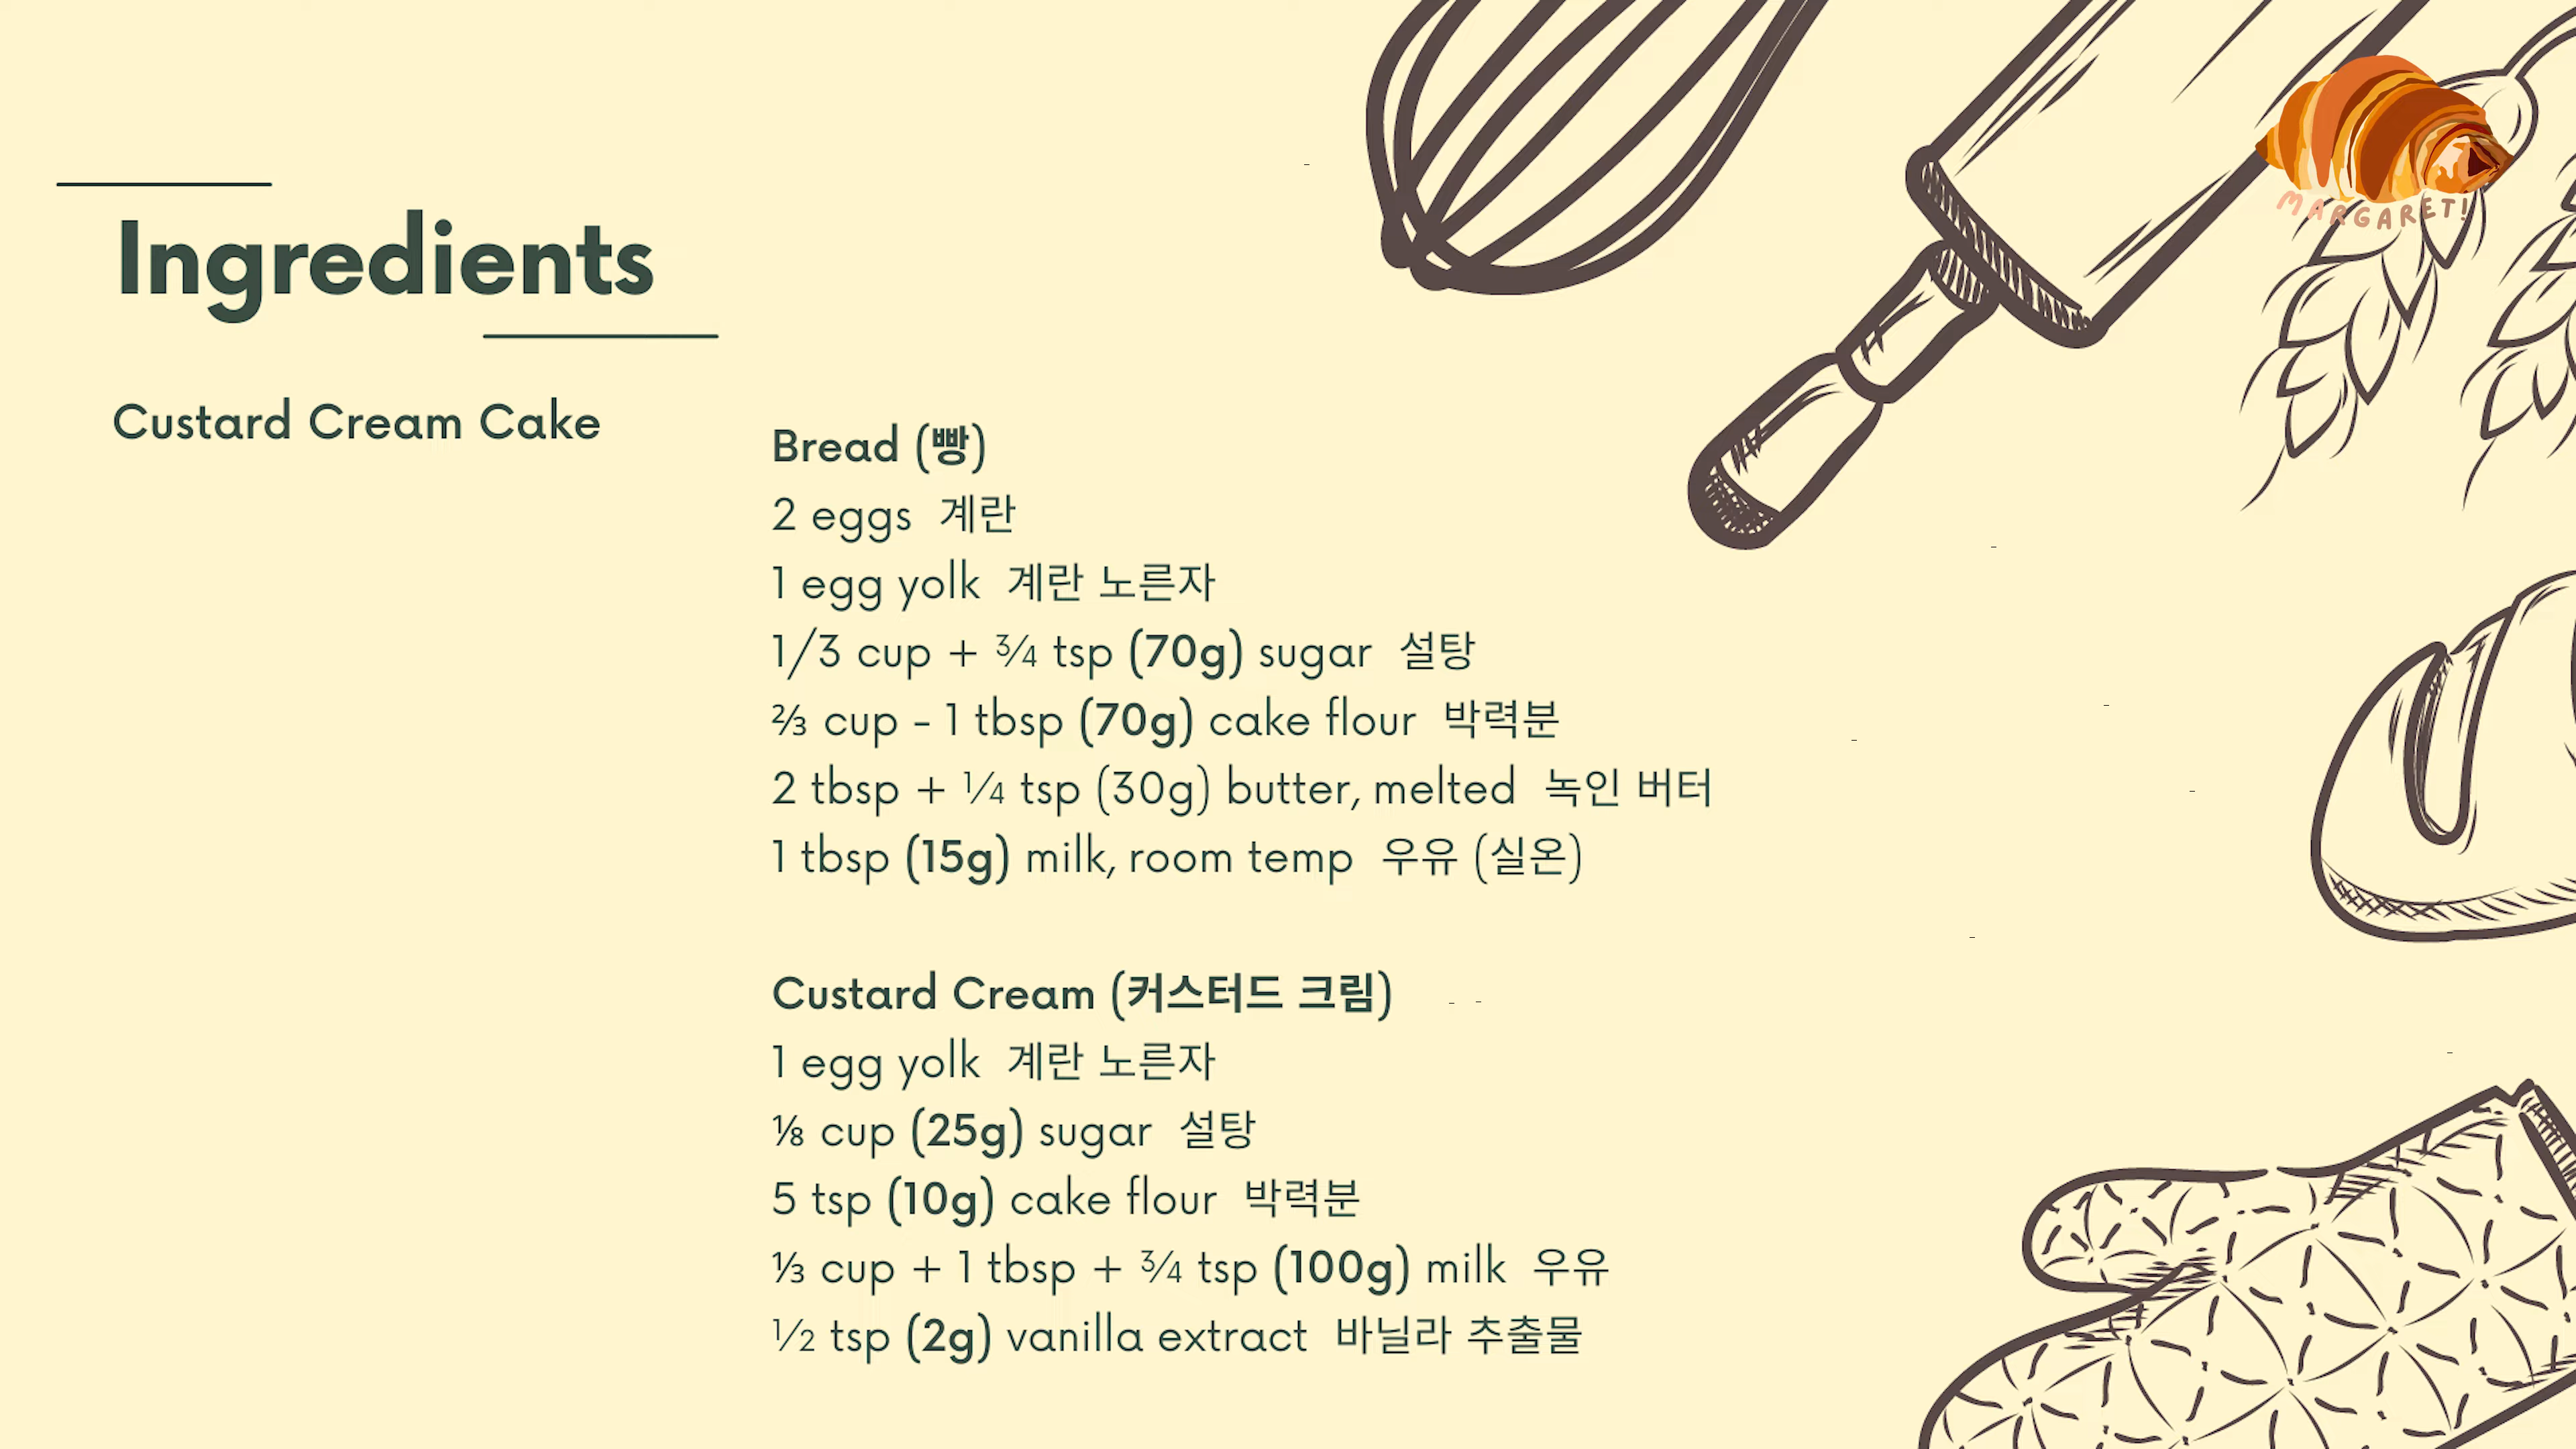 MARGARET!
Ingredients
Custard Cream Cake
Bread (빵)
2 eggs 계란
1 egg yolk 계란 노른자
1/3 cup + ¾ tsp (70g) sugar 설탕
⅔ cup - 1 tbsp (70g) cake flour 박력분
2 tbsp + ¼ tsp (30g) butter, melted 녹인 버터
1 tbsp (15g) milk, room temp 우유 (실온)
Custard Cream (커스터드 크림)
1 egg yolk 계란 노른자
⅛ cup (25g) sugar 설탕
5 tsp (10g) cake flour 박력분
⅓ cup + 1 tbsp + ¾ tsp (100g) milk 우유
½ tsp (2g) vanilla extract 바닐라 추출물